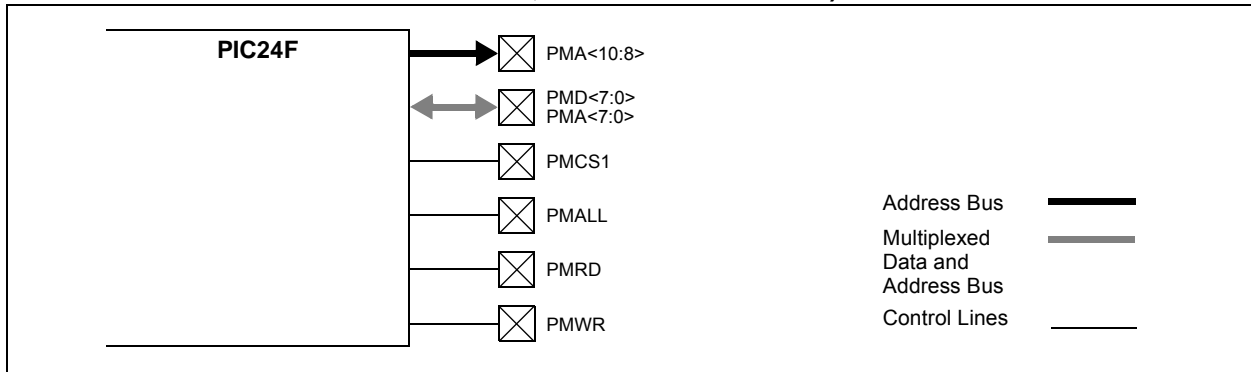 PIC24F
PMA<10:8>
PMD<7:0>
PMA<7:0>
PMCS1
PMALL
PMRD
PMWR
Address Bus
Multiplexed
Data and
Address Bus
Control Lines